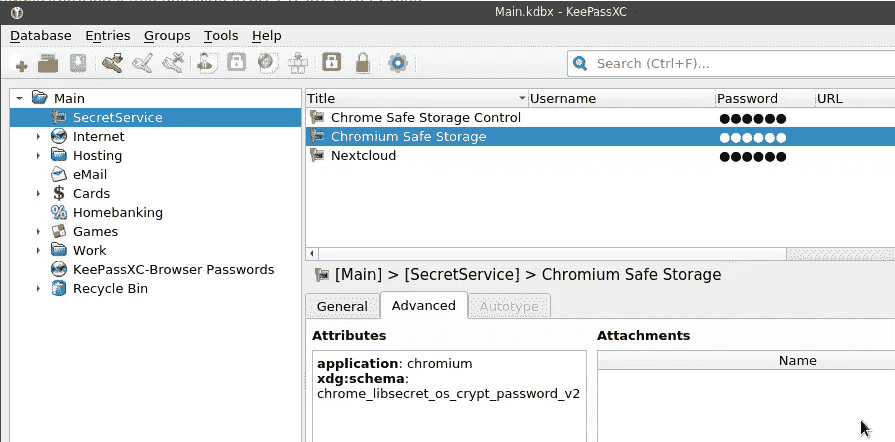 Main.kdbx - KeePassXC
Database Entries Groups Tools Help
Search (Ctrl+F)...
Main
SecretService
Internet
Hosting
eMail
Cards
Homebanking
Games
Work
KeePassXC-Browser Passwords
Recycle Bin
Title Username Password URL
Chrome Safe Storage Control ●●●●●●
Chromium Safe Storage ●●●●●●
Nextcloud ●●●●●●
[Main] > [SecretService] > Chromium Safe Storage
General Advanced Autotype
Attributes
application: chromium
xdg:schema:
chrome_libsecret_os_crypt_password_v2
Attachments
Name